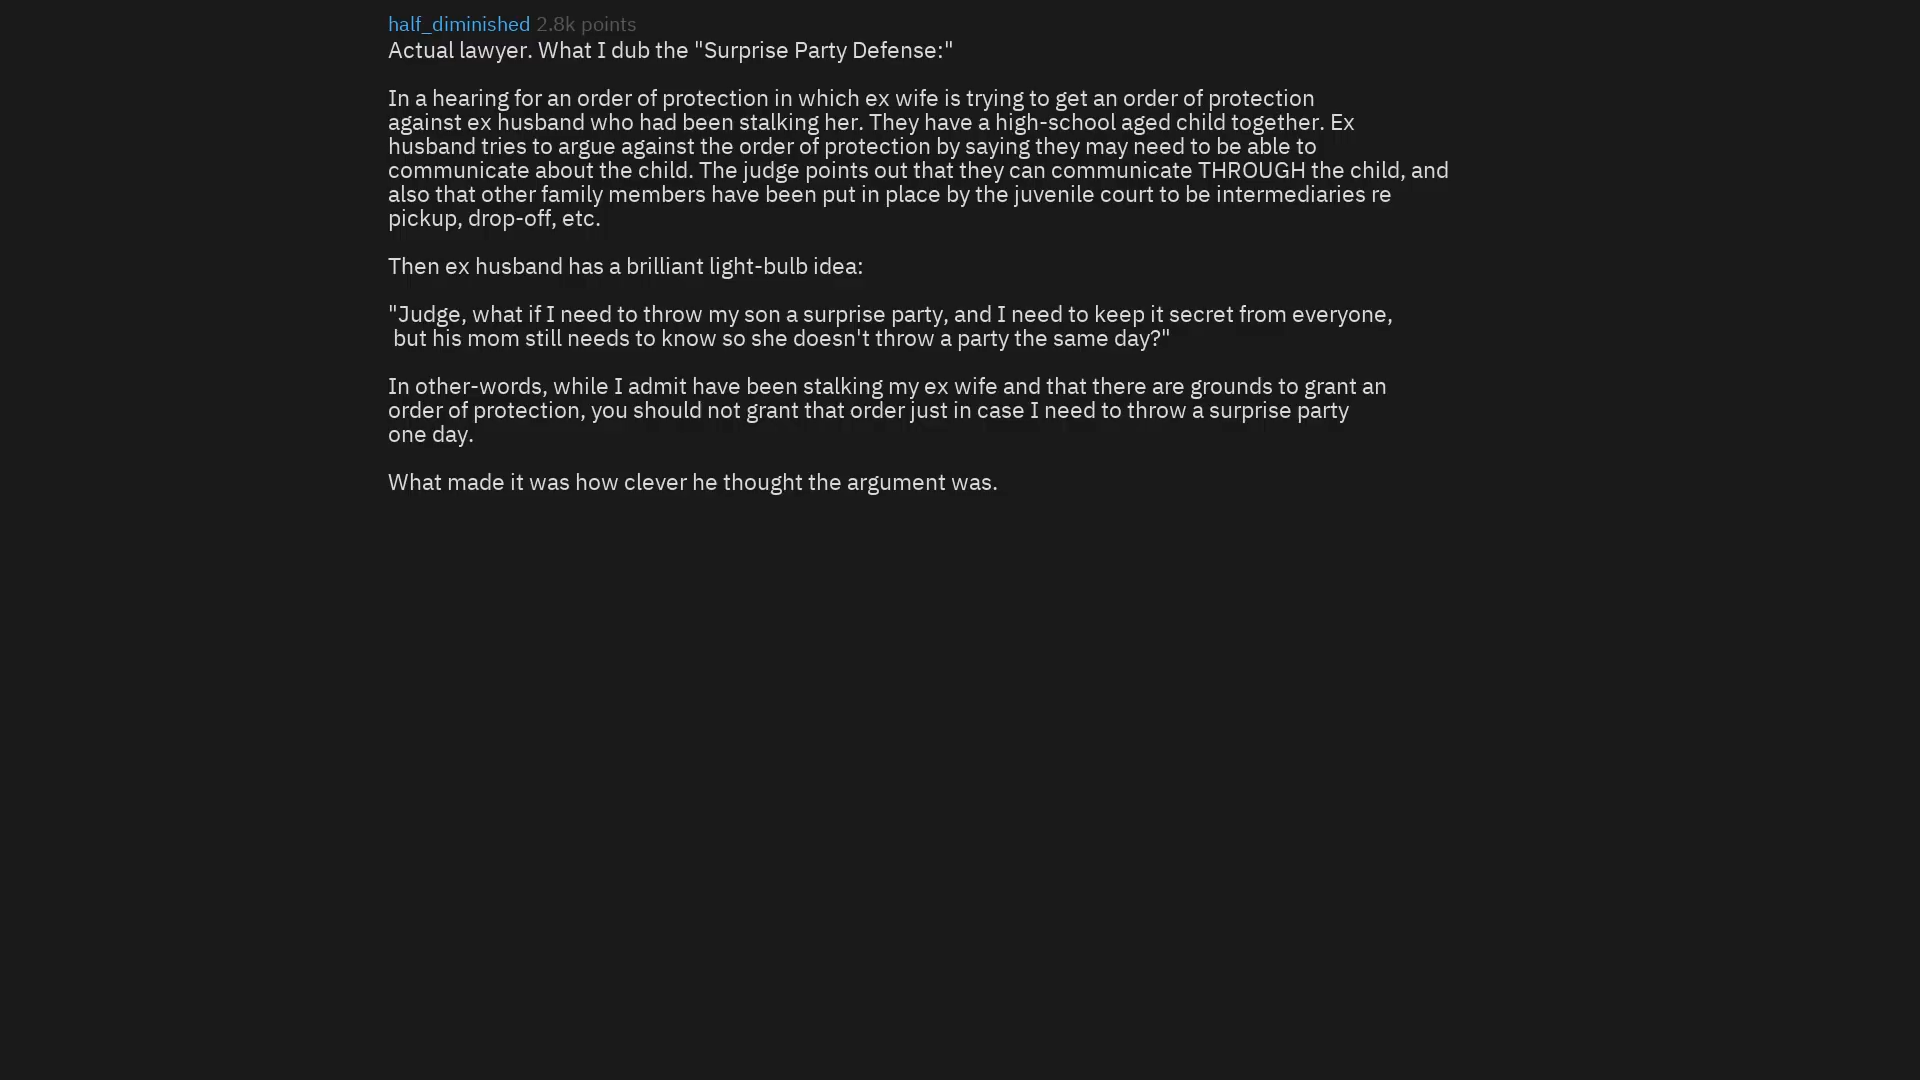 half_diminished 2.8k points
Actual lawyer. What I dub the "Surprise Party Defense:"
In a hearing for an order of protection in which ex wife is trying to get an order of protection
against ex husband who had been stalking her. They have a high-school aged child together. Ex
husband tries to argue against the order of protection by saying they may need to be able to
communicate about the child. The judge points out that they can communicate THROUGH the child, and
also that other family members have been put in place by the juvenile court to be intermediaries re
pickup, drop-off, etc.
Then ex husband has a brilliant light-bulb idea:
"Judge, what if I need to throw my son a surprise party, and I need to keep it secret from everyone,
but his mom still needs to know so she doesn't throw a party the same day?"
In other-words, while I admit have been stalking my ex wife and that there are grounds to grant an
order of protection, you should not grant that order just in case I need to throw a surprise party
one day.
What made it was how clever he thought the argument was.